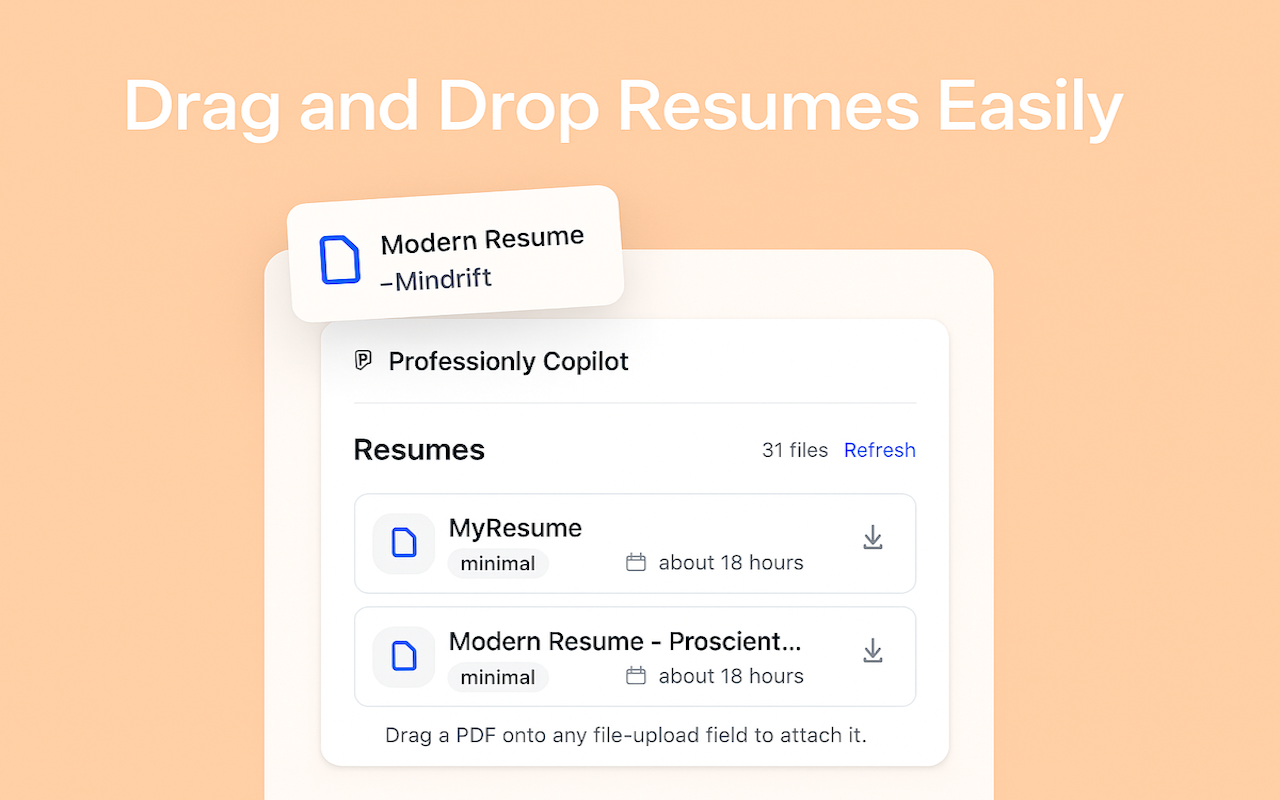 Drag and Drop Resumes Easily
Modern Resume
–Mindrift
Professionly Copilot
Resumes
31 files Refresh
MyResume
minimal
about 18 hours
Modern Resume - Proscient...
minimal
about 18 hours
Drag a PDF onto any file-upload field to attach it.